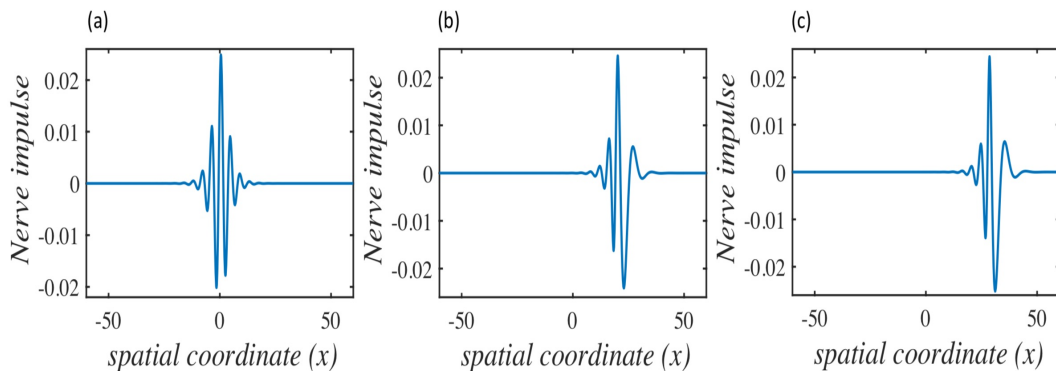 (a)
(b)
(c)
Nerve impulse
0.02
0.01
0
-0.01
-0.02
-50
0
50
spatial coordinate (x)
Nerve impulse
0.02
0.01
0
-0.01
-0.02
-50
0
50
spatial coordinate (x)
Nerve impulse
0.02
0.01
0
-0.01
-0.02
-50
0
50
spatial coordinate (x)